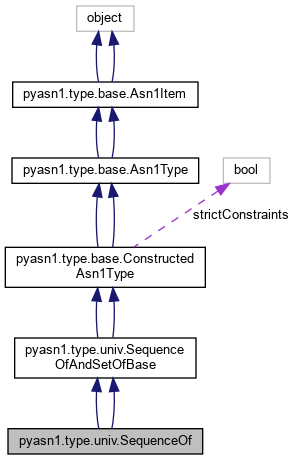 object
pyasn1.type.base.Asn1Item
pyasn1.type.base.Asn1Type
bool
strictConstraints
pyasn1.type.base.Constructed
Asn1Type
pyasn1.type.univ.Sequence
OfAndSetOfBase
pyasn1.type.univ.SequenceOf